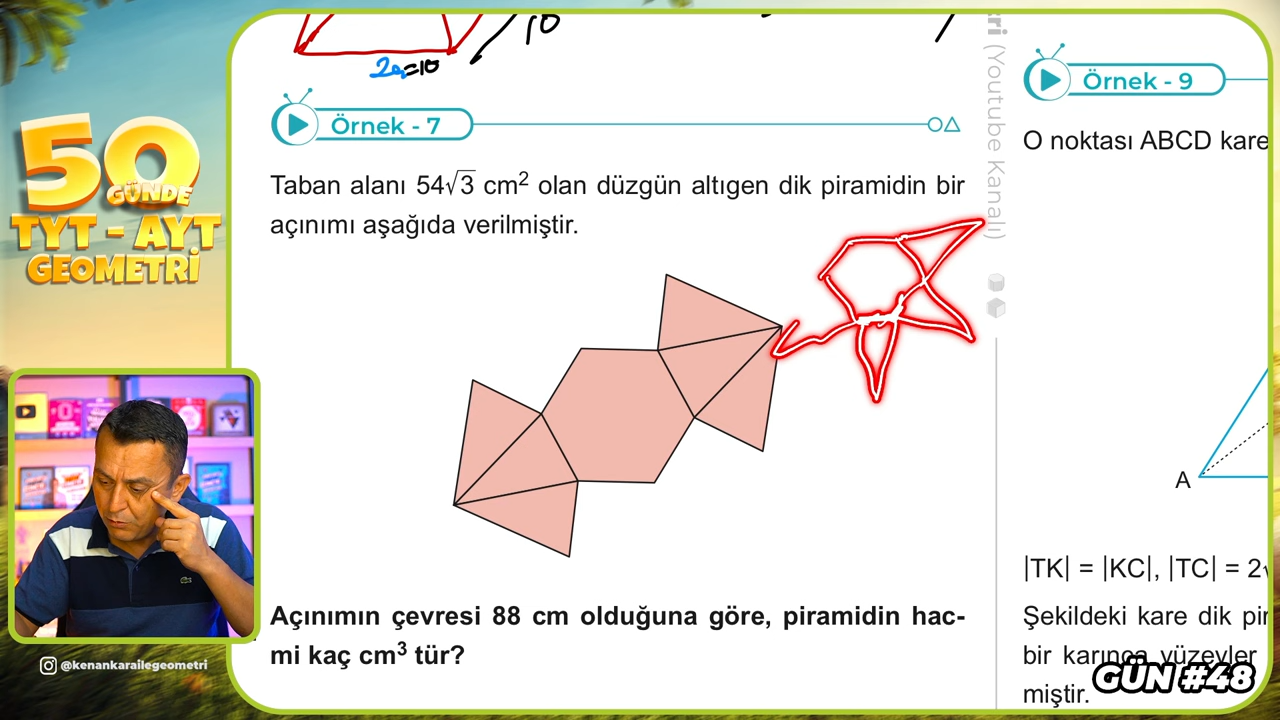 50
GÜNDE
TYT - AYT
GEOMETRİ
@kenankarailegeometri
2a=10
10
Örnek - 7
Taban alanı 54√3 cm² olan düzgün altıgen dik piramidin bir
açınımı aşağıda verilmiştir.
Açınımın çevresi 88 cm olduğuna göre, piramidin hac-
mi kaç cm³ tür?
(Youtube Kanalı)
Örnek - 9
O noktası ABCD kare
A
|TK| = |KC|, |TC| = 2
Şekildeki kare dik pir
bir karınca yüzeyler
miştir.
GÜN #48